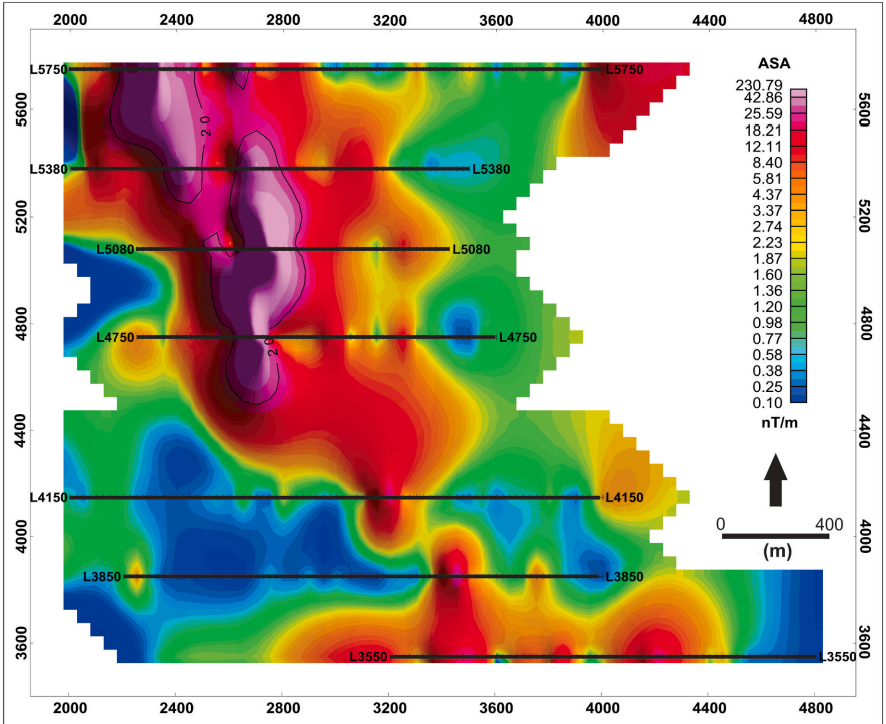 2000 2400 2800 3200 3600 4000 4400 4800
L5750 L5750
ASA
230.79
42.86
25.59
18.21
12.11
8.40
5.81
4.37
3.37
2.74
2.23
1.87
1.60
1.36
1.20
0.98
0.77
0.58
0.38
0.25
0.10
nT/m
5600 5600
20
L5380 L5380
5200 5200
L5080 L5080
4800 4800
L4750 L4750
20
4400 4400
L4150 L4150
0 400
(m)
4000 4000
L3850 L3850
3600 3600
L3550 L3550
2000 2400 2800 3200 3600 4000 4400 4800